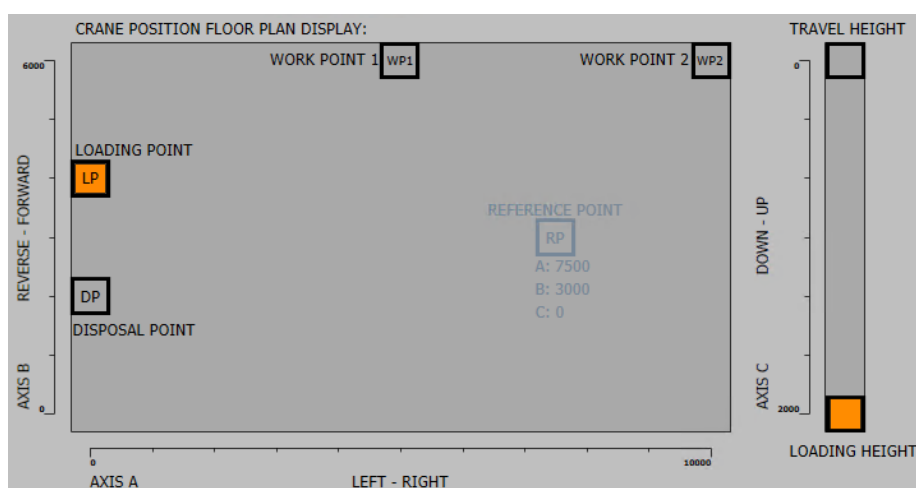 CRANE POSITION FLOOR PLAN DISPLAY:
TRAVEL HEIGHT
WORK POINT 1 WP1
WORK POINT 2 WP2
6000
0
LOADING POINT
LP
REVERSE - FORWARD
REFERENCE POINT
RP
A: 7500
B: 3000
C: 0
DOWN - UP
DP
DISPOSAL POINT
AXIS B
0
AXIS C
2000
LOADING HEIGHT
0
10000
AXIS A
LEFT - RIGHT